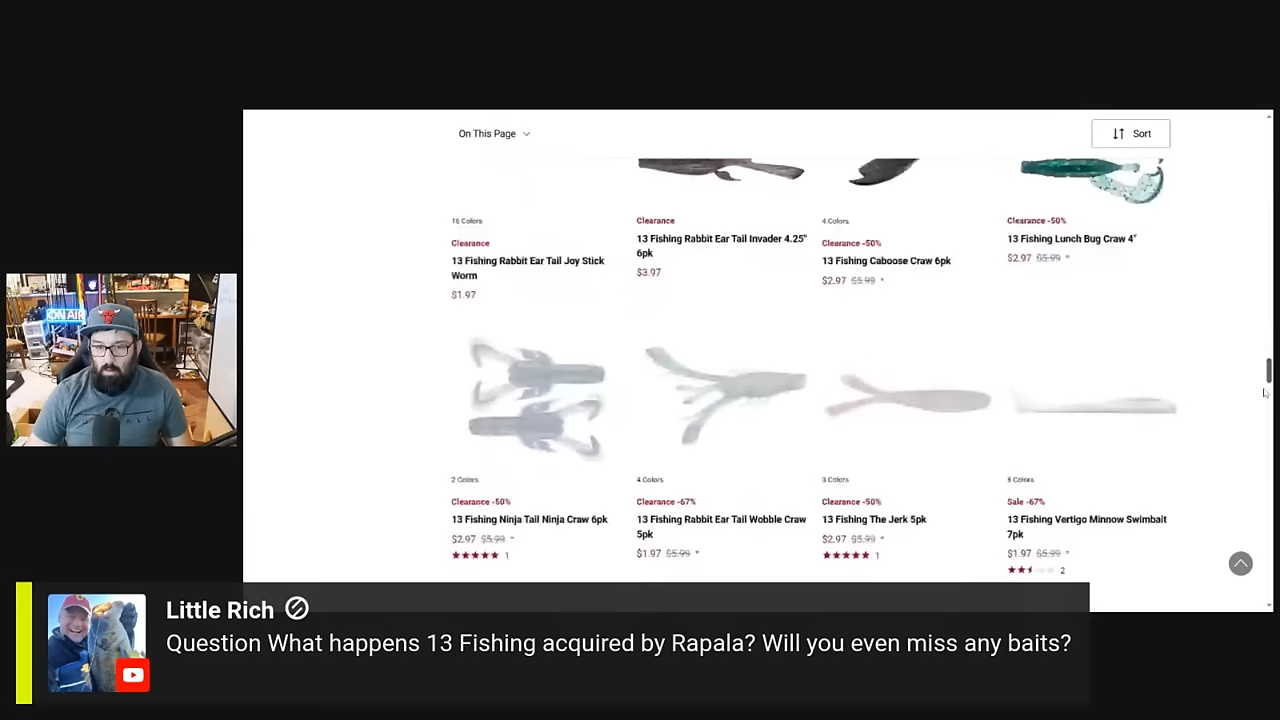 On This Page
Sort
16 Colors
Clearance
13 Fishing Rabbit Ear Tail Joy Stick
Worm
$1.97
Clearance
13 Fishing Rabbit Ear Tail Invader 4.25"
6pk
$3.97
4 Colors
Clearance -50%
13 Fishing Caboose Craw 6pk
$2.97 $5.99 *
Clearance -50%
13 Fishing Lunch Bug Craw 4"
$2.97 $5.99 *
ON AIR
2 Colors
Clearance -50%
13 Fishing Ninja Tail Ninja Craw 6pk
$2.97 $5.99 *
1
4 Colors
Clearance -67%
13 Fishing Rabbit Ear Tail Wobble Craw
5pk
$1.97 $5.99 *
3 Colors
Clearance -50%
13 Fishing The Jerk 5pk
$2.97 $5.99 *
1
8 Colors
Sale -67%
13 Fishing Vertigo Minnow Swimbait
7pk
$1.97 $5.99 *
2
Little Rich
Question What happens 13 Fishing acquired by Rapala? Will you even miss any baits?